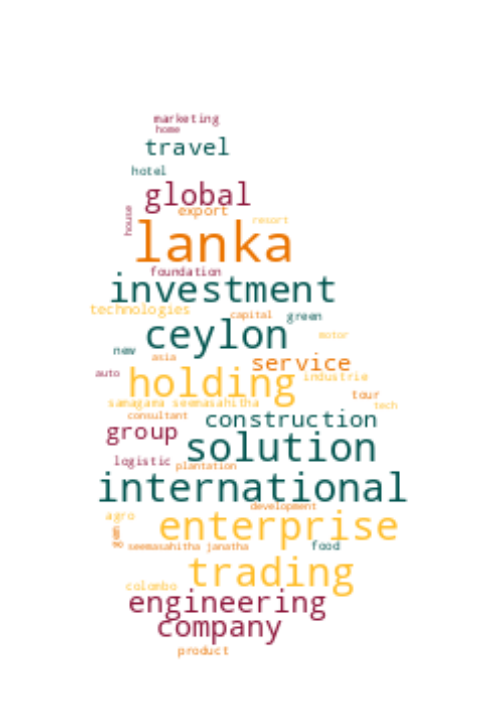 marketing
home
travel
hotel
global
house
export
resort
lanka
foundation
investment
technologies
capital
green
ceylon
motor
new
asia
service
auto
holding
industrie
tour
samagama seemasahitha
tech
consultant
construction
group
solution
logistic
plantation
international
development
agro
enterprise
seemasahitha janatha
food
trading
colombo
engineering
company
product